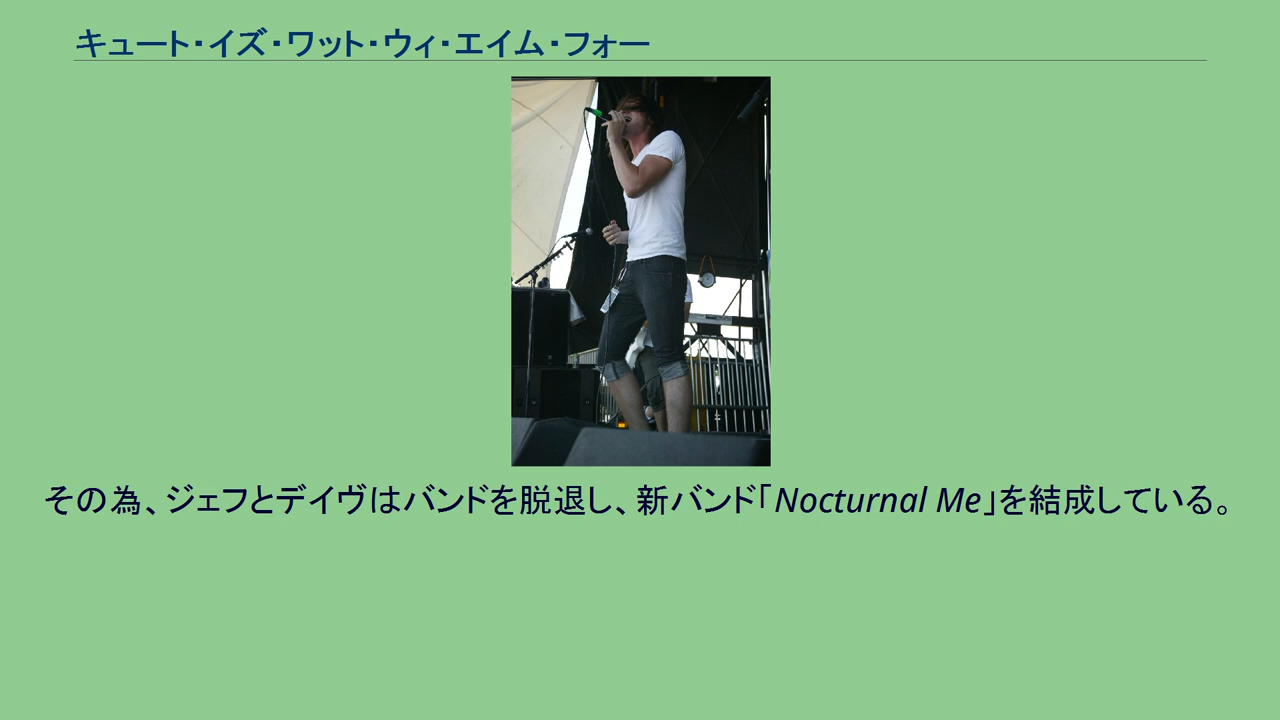 キュート・イズ・ワット・ウィ・エイム・フォー
その為、ジェフとデイヴはバンドを脱退し、新バンド「Nocturnal Me」を結成している。